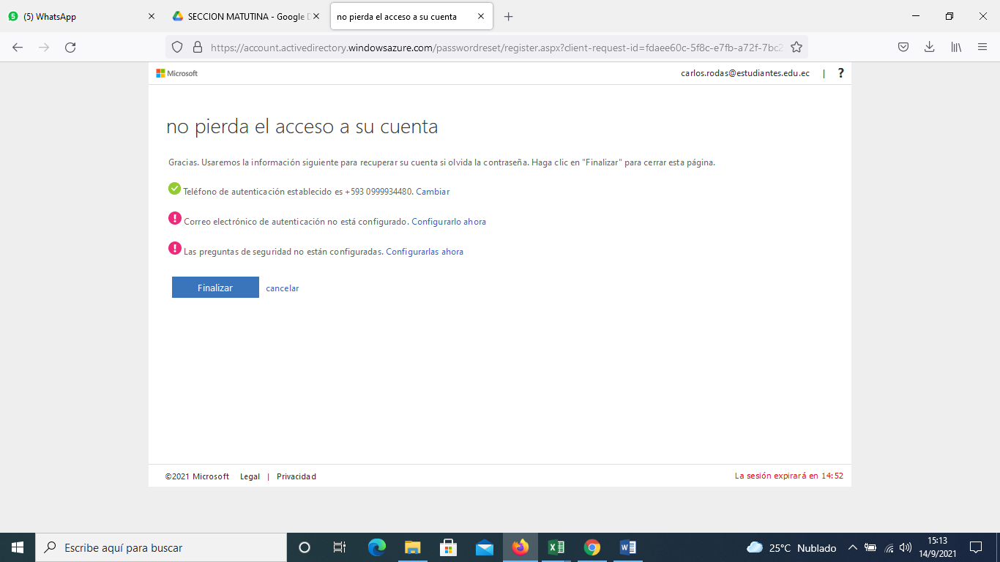 5 (5) WhatsApp
SECCION MATUTINA - Google D
no pierda el acceso a su cuenta
https://account.activedirectory.windowsazure.com/passwordreset/register.aspx?client-request-id=fdaee60c-5f8c-e7fb-a72f-7bc2
Microsoft
carlos.rodas@estudiantes.edu.ec | ?
no pierda el acceso a su cuenta
Gracias. Usaremos la información siguiente para recuperar su cuenta si olvida la contraseña. Haga clic en "Finalizar" para cerrar esta página.
Teléfono de autenticación establecido es +593 0999934480. Cambiar
! Correo electrónico de autenticación no está configurado. Configurarlo ahora
! Las preguntas de seguridad no están configuradas. Configurarlas ahora
Finalizar cancelar
©2021 Microsoft Legal | Privacidad
La sesión expirará en 14:52
Escribe aquí para buscar
25°C Nublado
15:13
14/9/2021